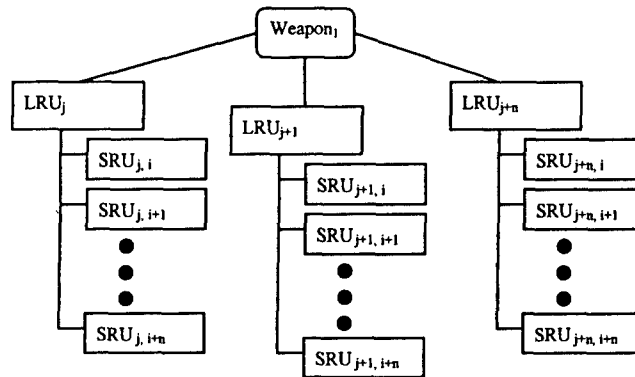 Weapon₁
LRUⱼ
SRUⱼ, ᵢ
SRUⱼ, ᵢ₊₁
SRUⱼ, ᵢ₊ₙ
LRUⱼ₊₁
SRUⱼ₊₁, ᵢ
SRUⱼ₊₁, ᵢ₊₁
SRUⱼ₊₁, ᵢ₊ₙ
LRUⱼ₊ₙ
SRUⱼ₊ₙ, ᵢ
SRUⱼ₊ₙ, ᵢ₊₁
SRUⱼ₊ₙ, ᵢ₊ₙ